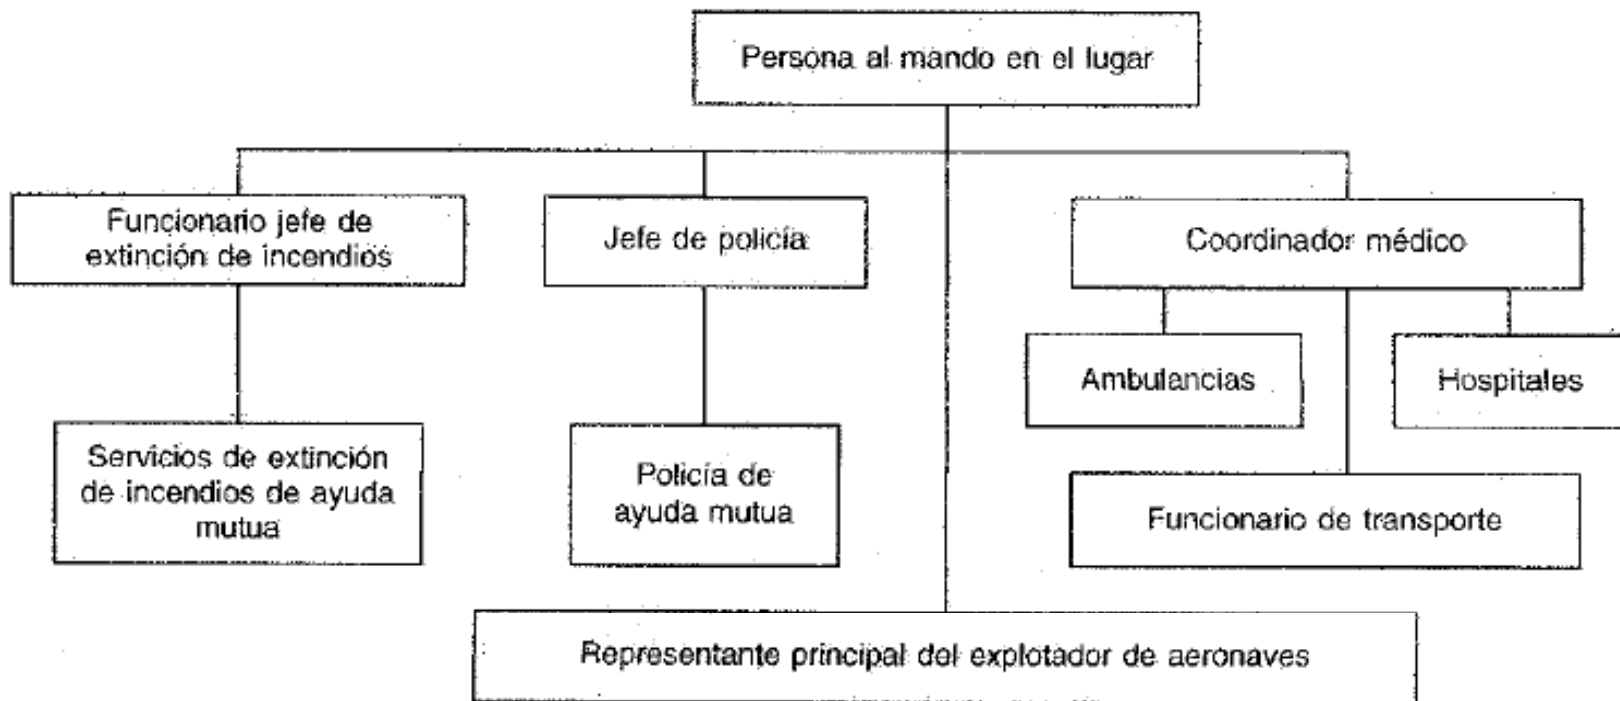 Persona al mando en el lugar
Funcionario jefe de
extinción de incendios
Jefe de policía
Coordinador médico
Ambulancias
Hospitales
Servicios de extinción
de incendios de ayuda
mutua
Policía de
ayuda mutua
Funcionario de transporte
Representante principal del explotador de aeronaves